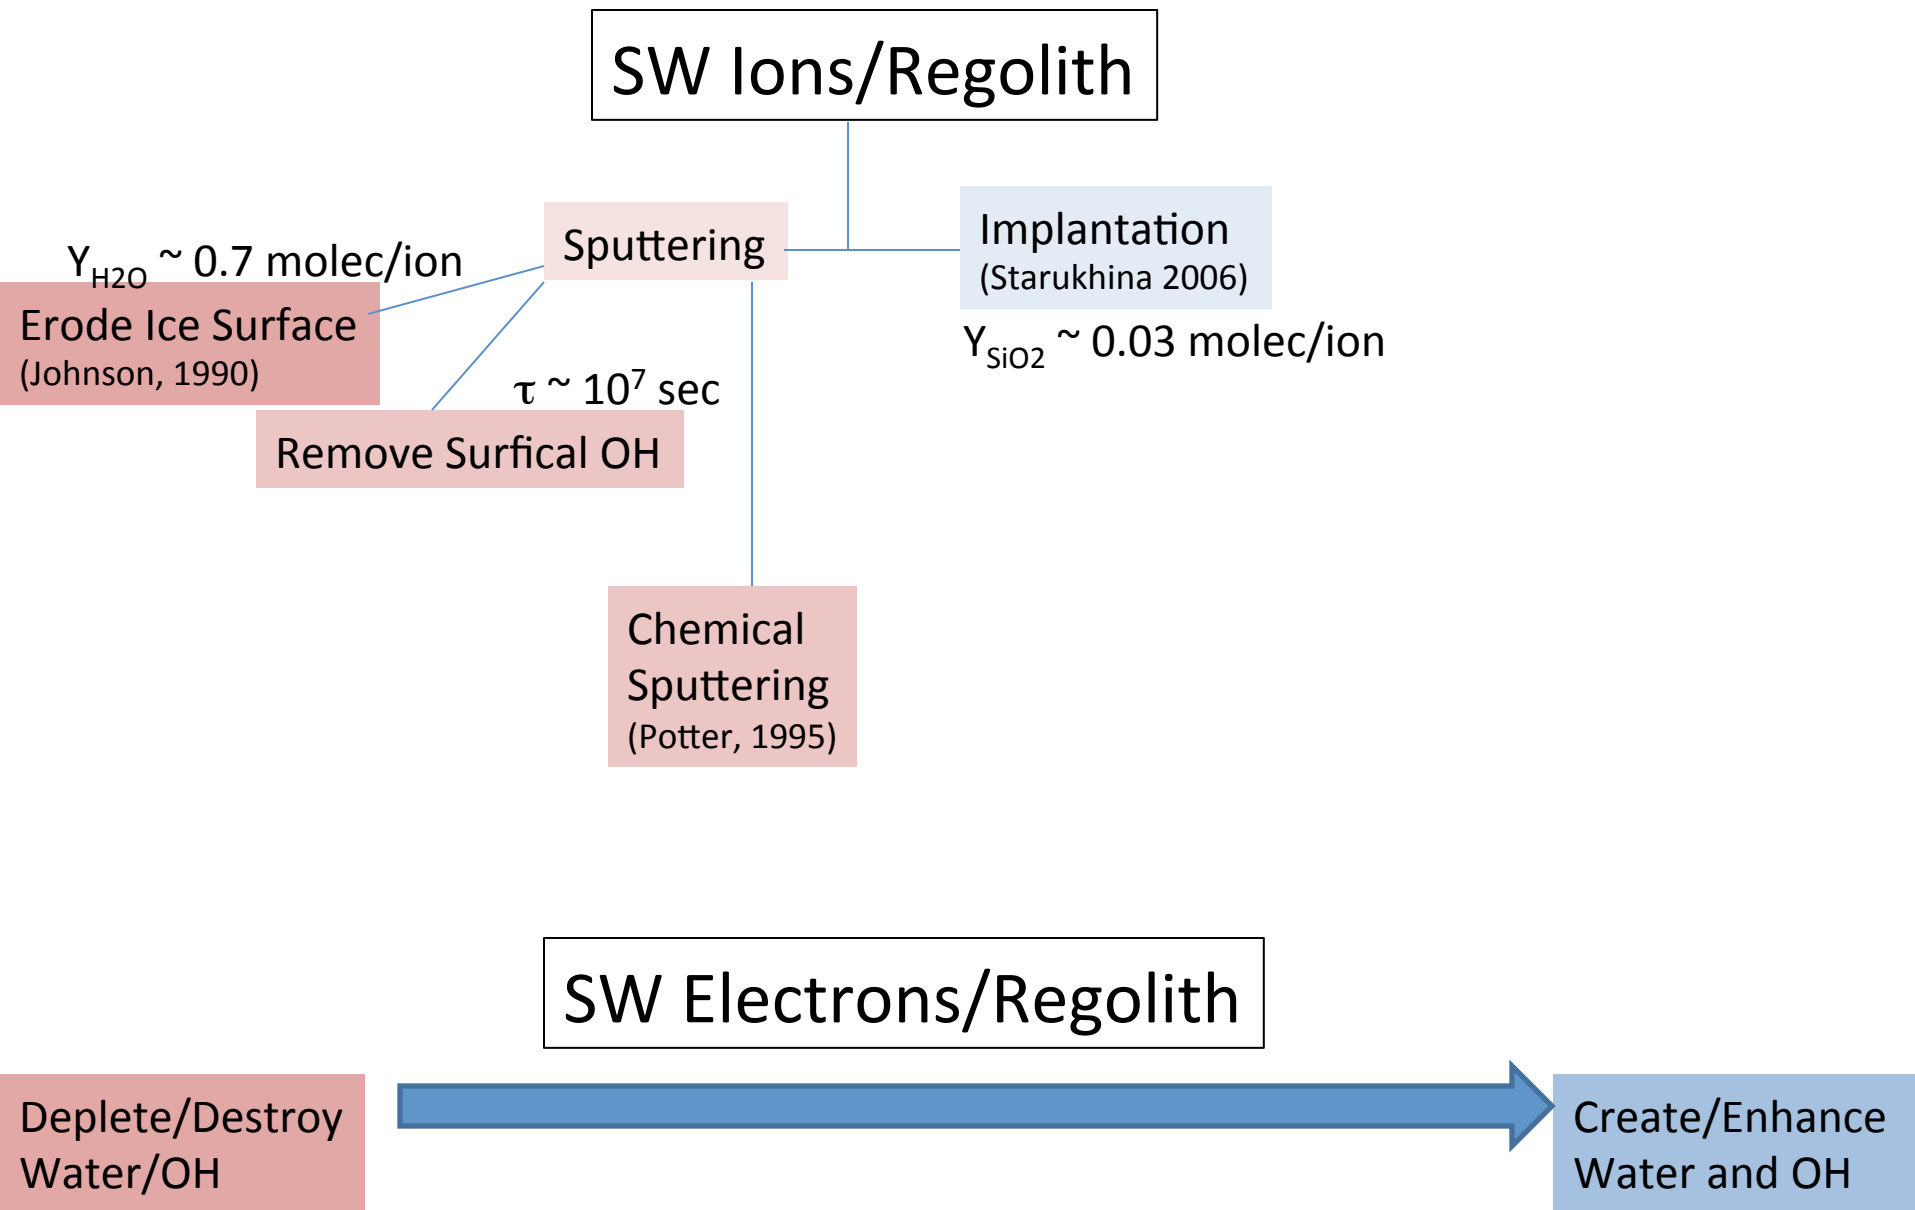 SW Ions/Regolith
Sputtering
Implantation
(Starukhina 2006)
Y_H2O ~ 0.7 molec/ion
Erode Ice Surface
(Johnson, 1990)
Y_SiO2 ~ 0.03 molec/ion
τ ~ 10⁷ sec
Remove Surfical OH
Chemical
Sputtering
(Potter, 1995)
SW Electrons/Regolith
Deplete/Destroy
Water/OH
Create/Enhance
Water and OH